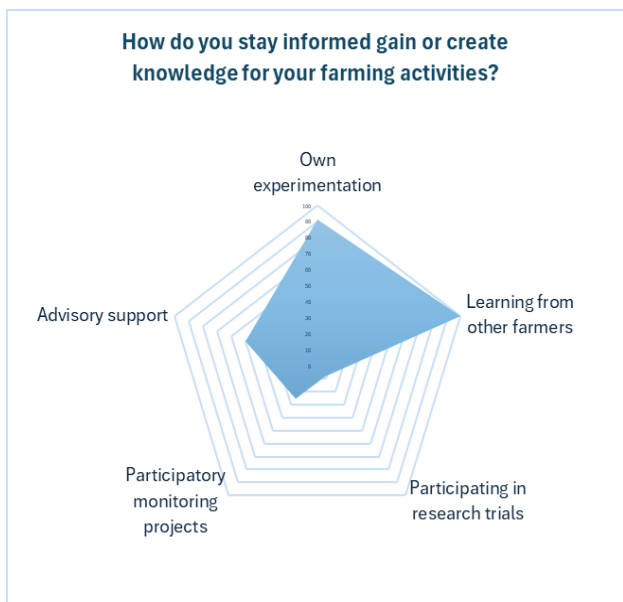 How do you stay informed gain or create
knowledge for your farming activities?
Own
experimentation
100
90
80
70
60
50
40
30
20
10
0
Learning from
other farmers
Advisory support
Participatory
monitoring
projects
Participating in
research trials